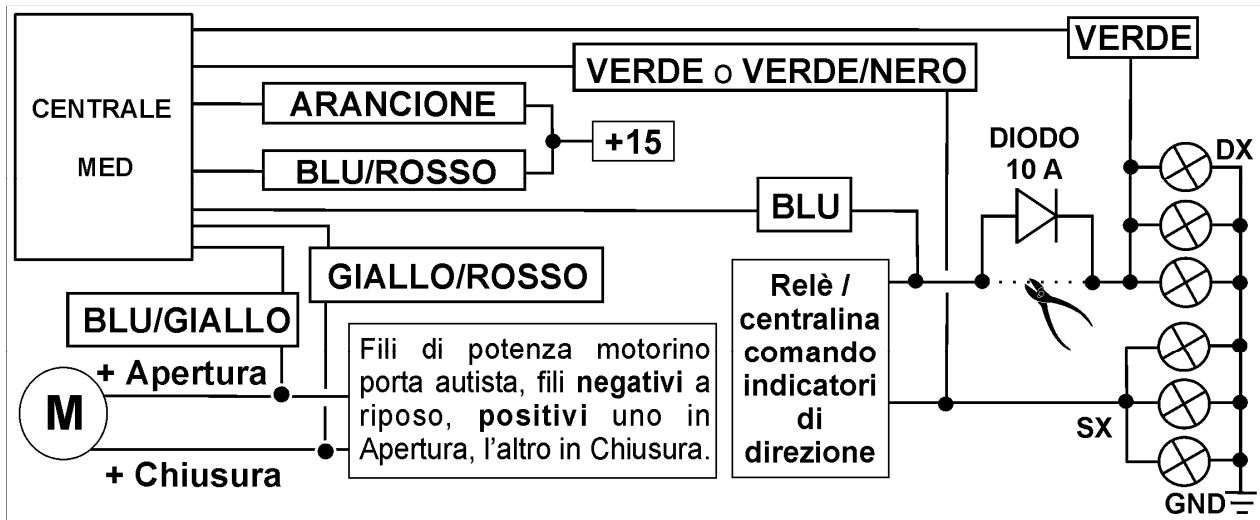 VERDE
VERDE o VERDE/NERO
CENTRALE
MED
ARANCIONE
+15
BLU/ROSSO
DIODO
10 A
DX
BLU
GIALLO/ROSSO
BLU/GIALLO
Relè /
centralina
comando
indicatori
di
direzione
+ Apertura
M
+ Chiusura
Fili di potenza motorino
porta autista, fili negativi a
riposo, positivi uno in
Apertura, l'altro in Chiusura.
SX
GND